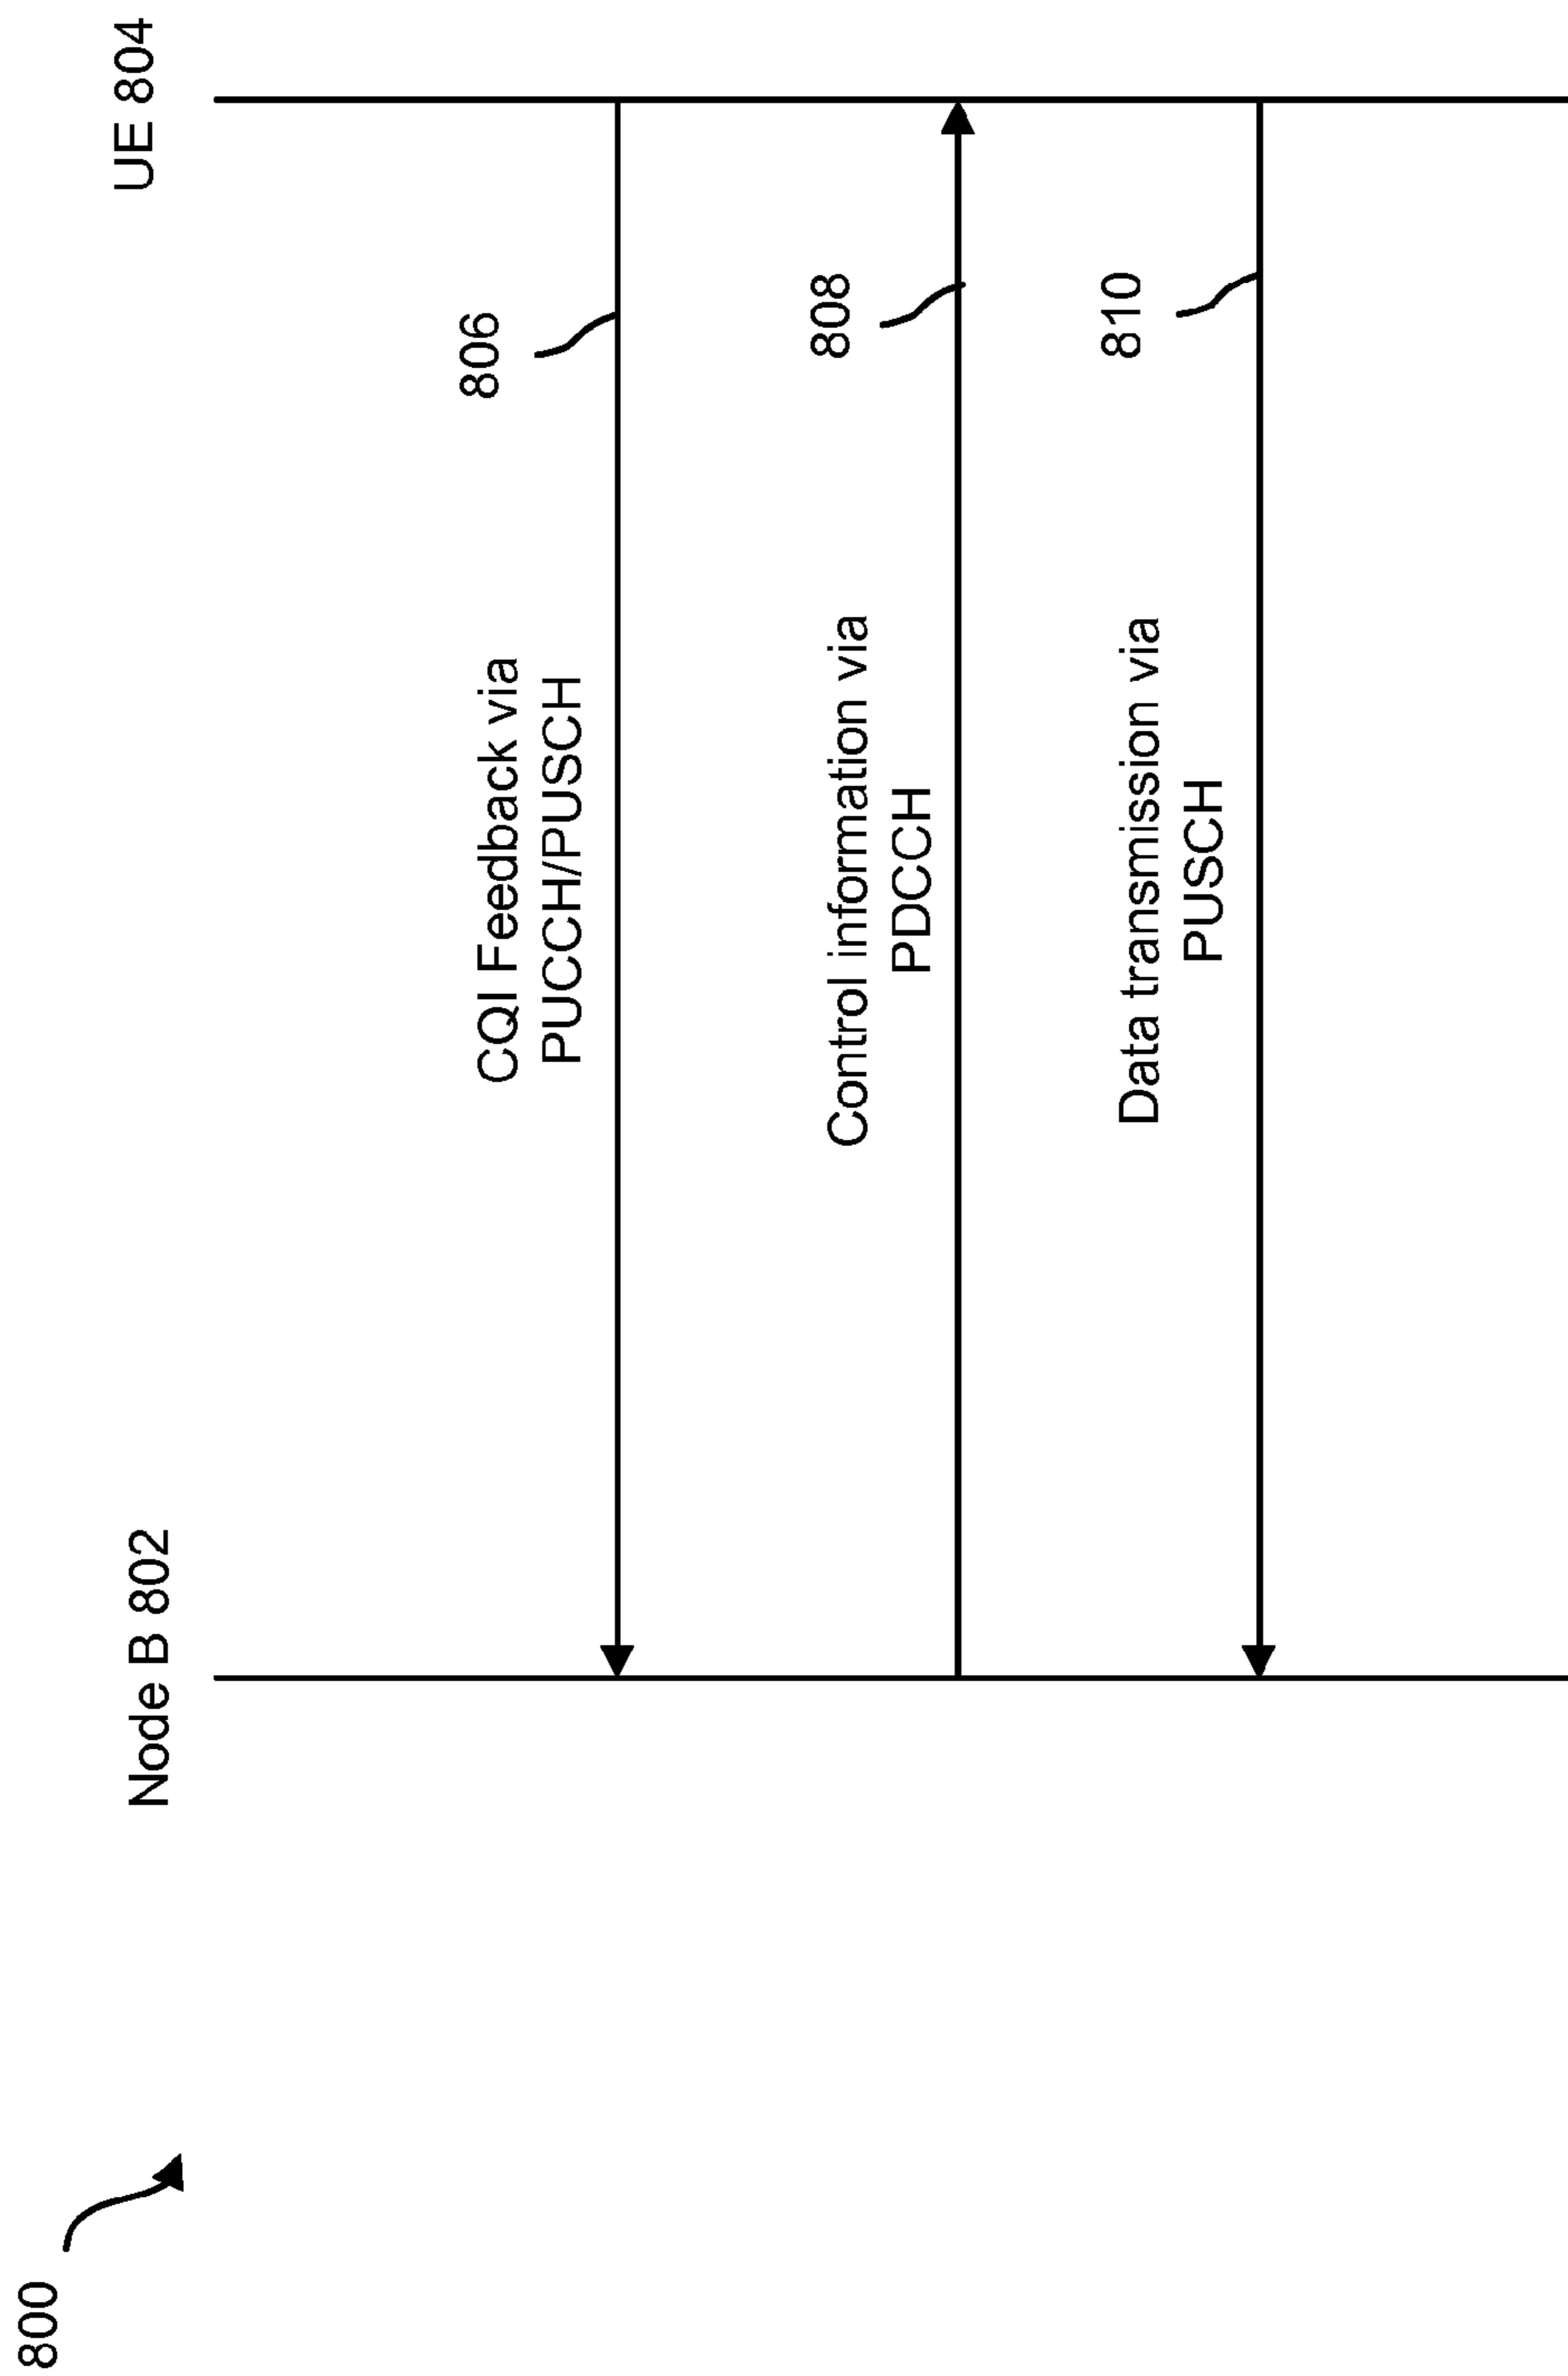 800
Node B 802
UE 804
806
CQI Feedback via
PUCCH/PUSCH
808
Control information via
PDCCH
810
Data transmission via
PUSCH